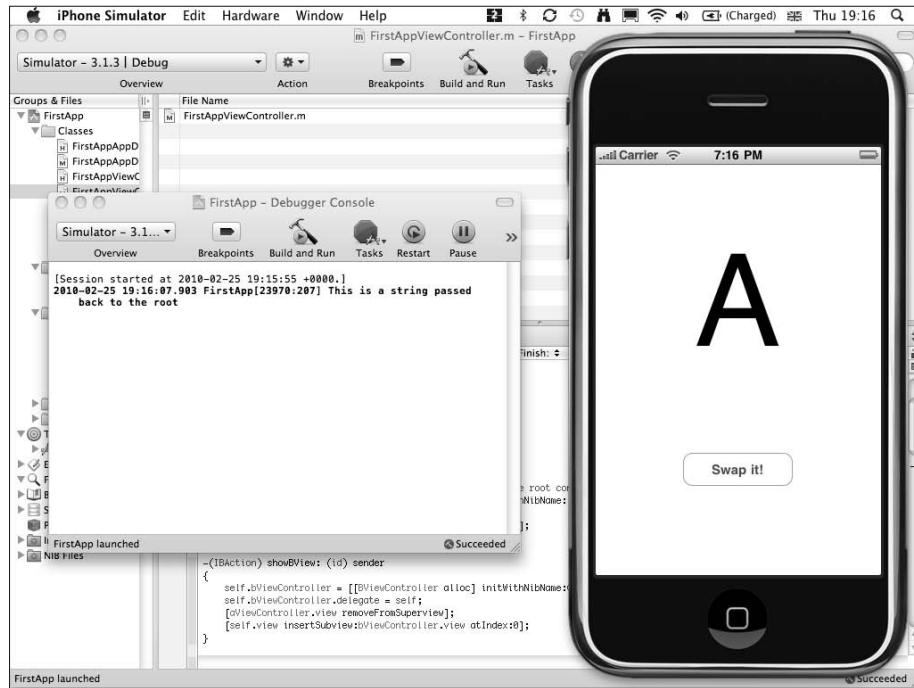 iPhone Simulator Edit Hardware Window Help (Charged) Thu 19:16
FirstAppViewController.m – FirstApp
Simulator – 3.1.3 | Debug
Overview Action Breakpoints Build and Run Tasks
Groups & Files File Name
FirstApp
FirstAppViewController.m
Classes
FirstAppAppD
FirstAppAppD
FirstAppViewC
FirstAppViewC
FirstApp – Debugger Console
Simulator – 3.1...
Overview Breakpoints Build and Run Tasks Restart Pause
[Session started at 2010-02-25 19:15:55 +0000.]
2010-02-25 19:16:07.903 FirstApp[23970:207] This is a string passed
back to the root
FirstApp launched Succeeded
Finish:
root
NIB Files
-(IBAction) showBView: (id) sender
{
self.bViewController = [[BViewController alloc] initWithNibName:
self.bViewController.delegate = self;
[aViewController.view removeFromSuperview];
[self.view insertSubview:bViewController.view atIndex:0];
}
FirstApp launched Succeeded
Carrier 7:16 PM
A
Swap it!